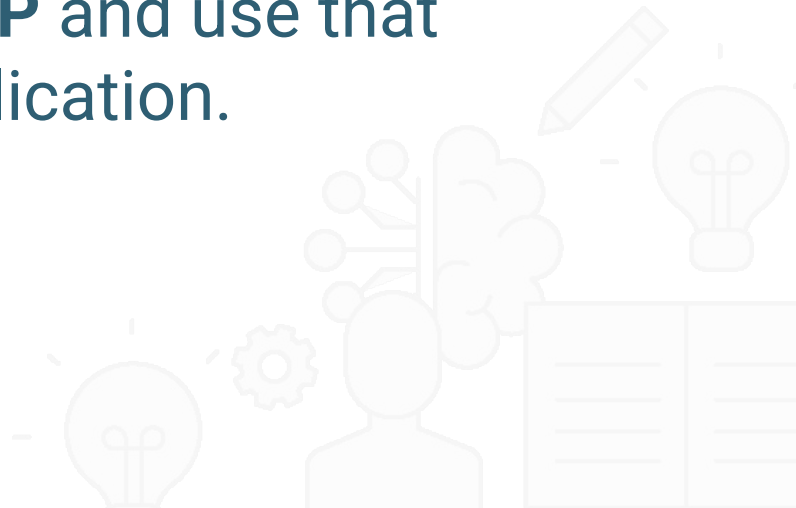 P and use that
lication.